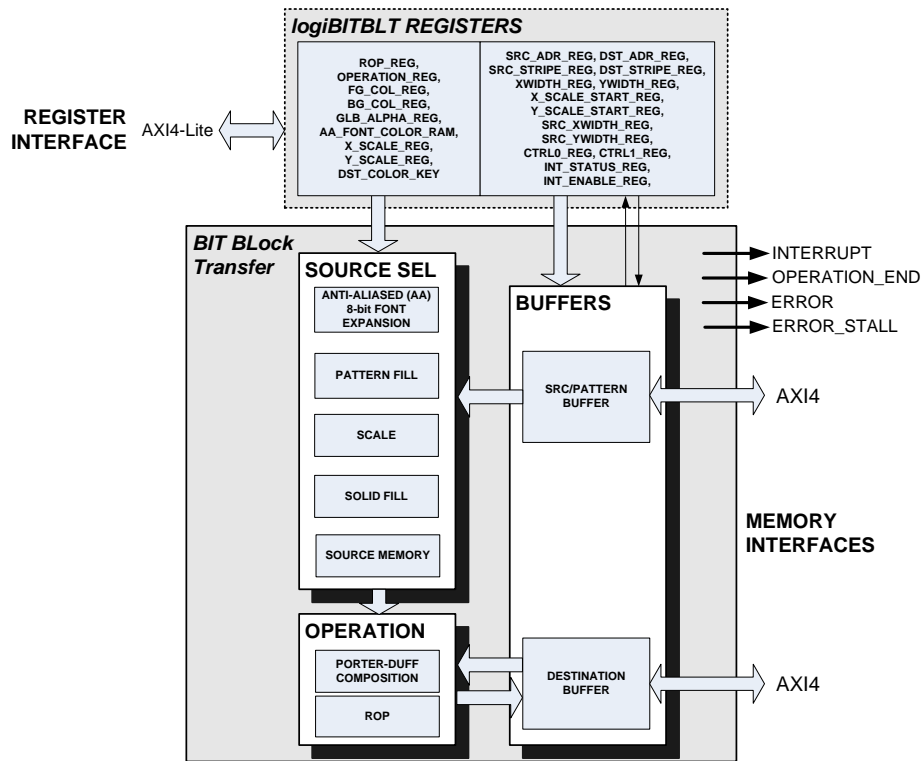 logiBITBLT REGISTERS
ROP_REG,
OPERATION_REG,
FG_COL_REG,
BG_COL_REG,
GLB_ALPHA_REG,
AA_FONT_COLOR_RAM,
X_SCALE_REG,
Y_SCALE_REG,
DST_COLOR_KEY
SRC_ADR_REG, DST_ADR_REG,
SRC_STRIPE_REG, DST_STRIPE_REG,
XWIDTH_REG, YWIDTH_REG,
X_SCALE_START_REG,
Y_SCALE_START_REG,
SRC_XWIDTH_REG,
SRC_YWIDTH_REG,
CTRL0_REG, CTRL1_REG,
INT_STATUS_REG,
INT_ENABLE_REG,
REGISTER
INTERFACE
AXI4-Lite
BIT BLock
Transfer
SOURCE SEL
ANTI-ALIASED (AA)
8-bit FONT
EXPANSION
PATTERN FILL
SCALE
SOLID FILL
SOURCE MEMORY
OPERATION
PORTER-DUFF
COMPOSITION
ROP
BUFFERS
SRC/PATTERN
BUFFER
DESTINATION
BUFFER
INTERRUPT
OPERATION_END
ERROR
ERROR_STALL
AXI4
MEMORY
INTERFACES
AXI4